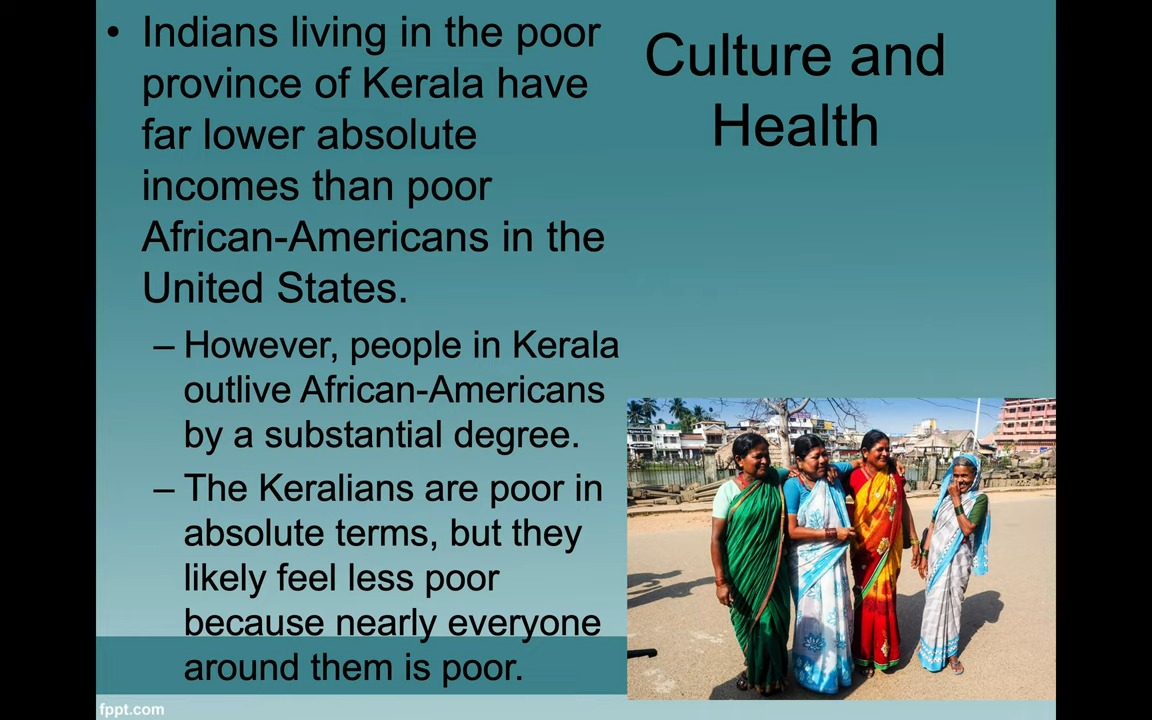 Culture and
Health
• Indians living in the poor
province of Kerala have
far lower absolute
incomes than poor
African-Americans in the
United States.
– However, people in Kerala
outlive African-Americans
by a substantial degree.
– The Keralians are poor in
absolute terms, but they
likely feel less poor
because nearly everyone
around them is poor.
fppt.com